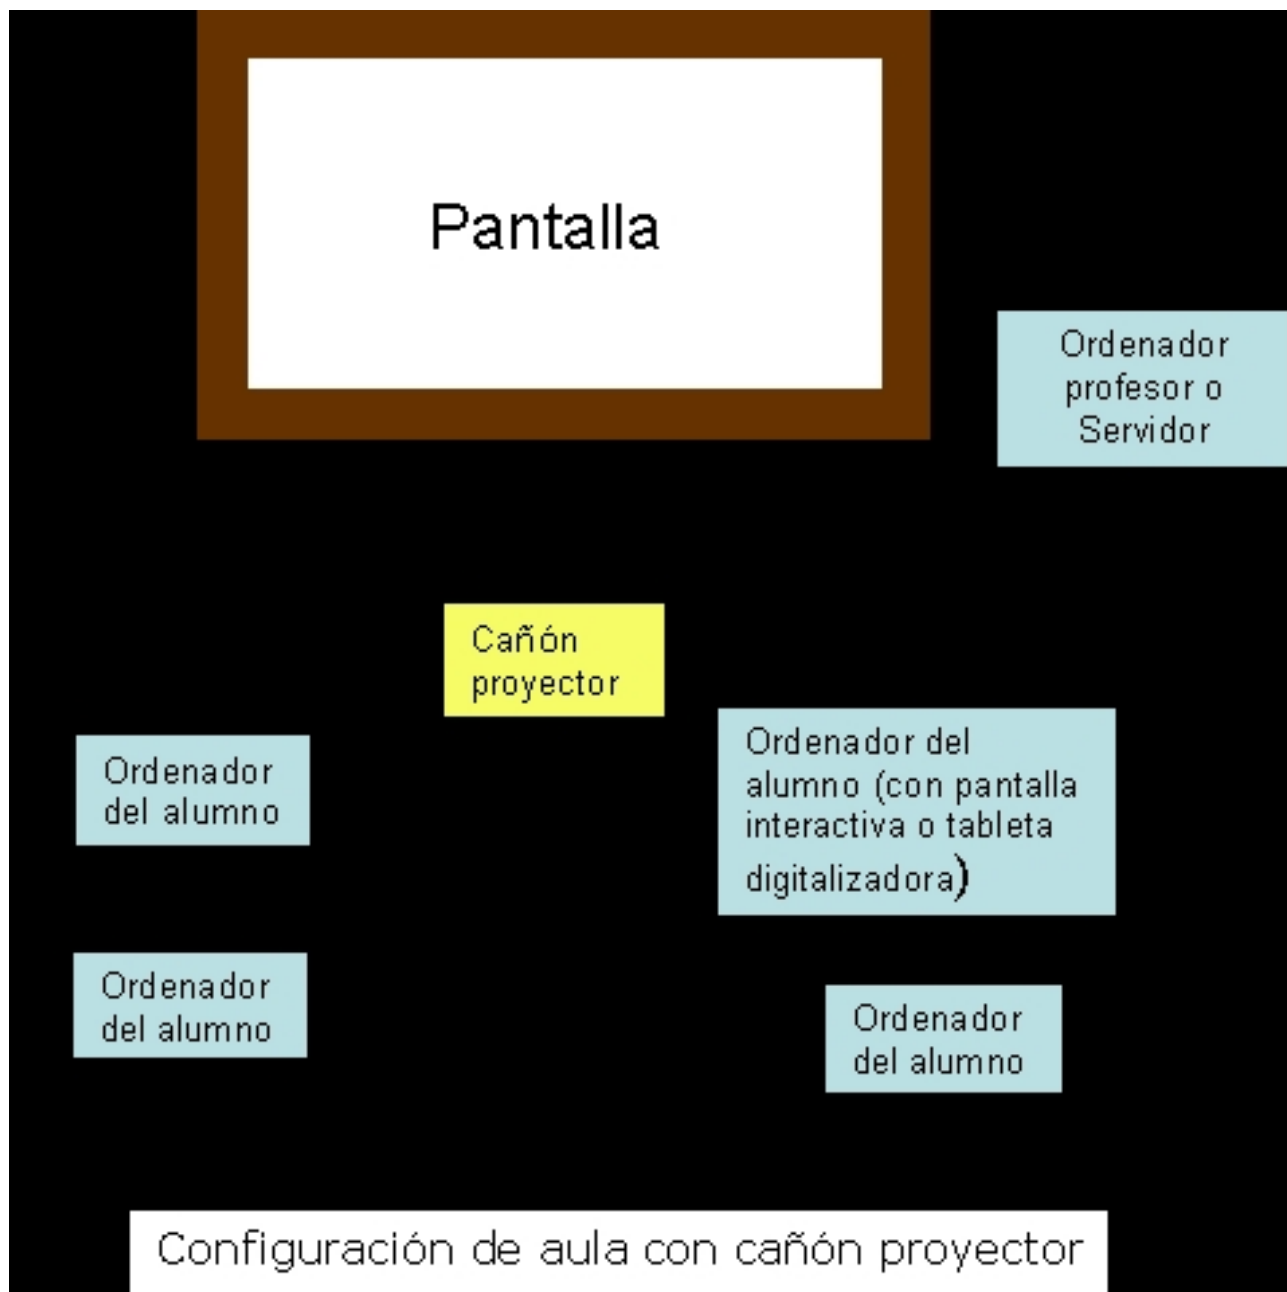 Pantalla
Ordenador
profesor o
Servidor
Cañón
proyector
Ordenador del
alumno (con pantalla
interactiva o tableta
digitalizadora)
Ordenador
del alumno
Ordenador
del alumno
Ordenador
del alumno
Configuración de aula con cañón proyector